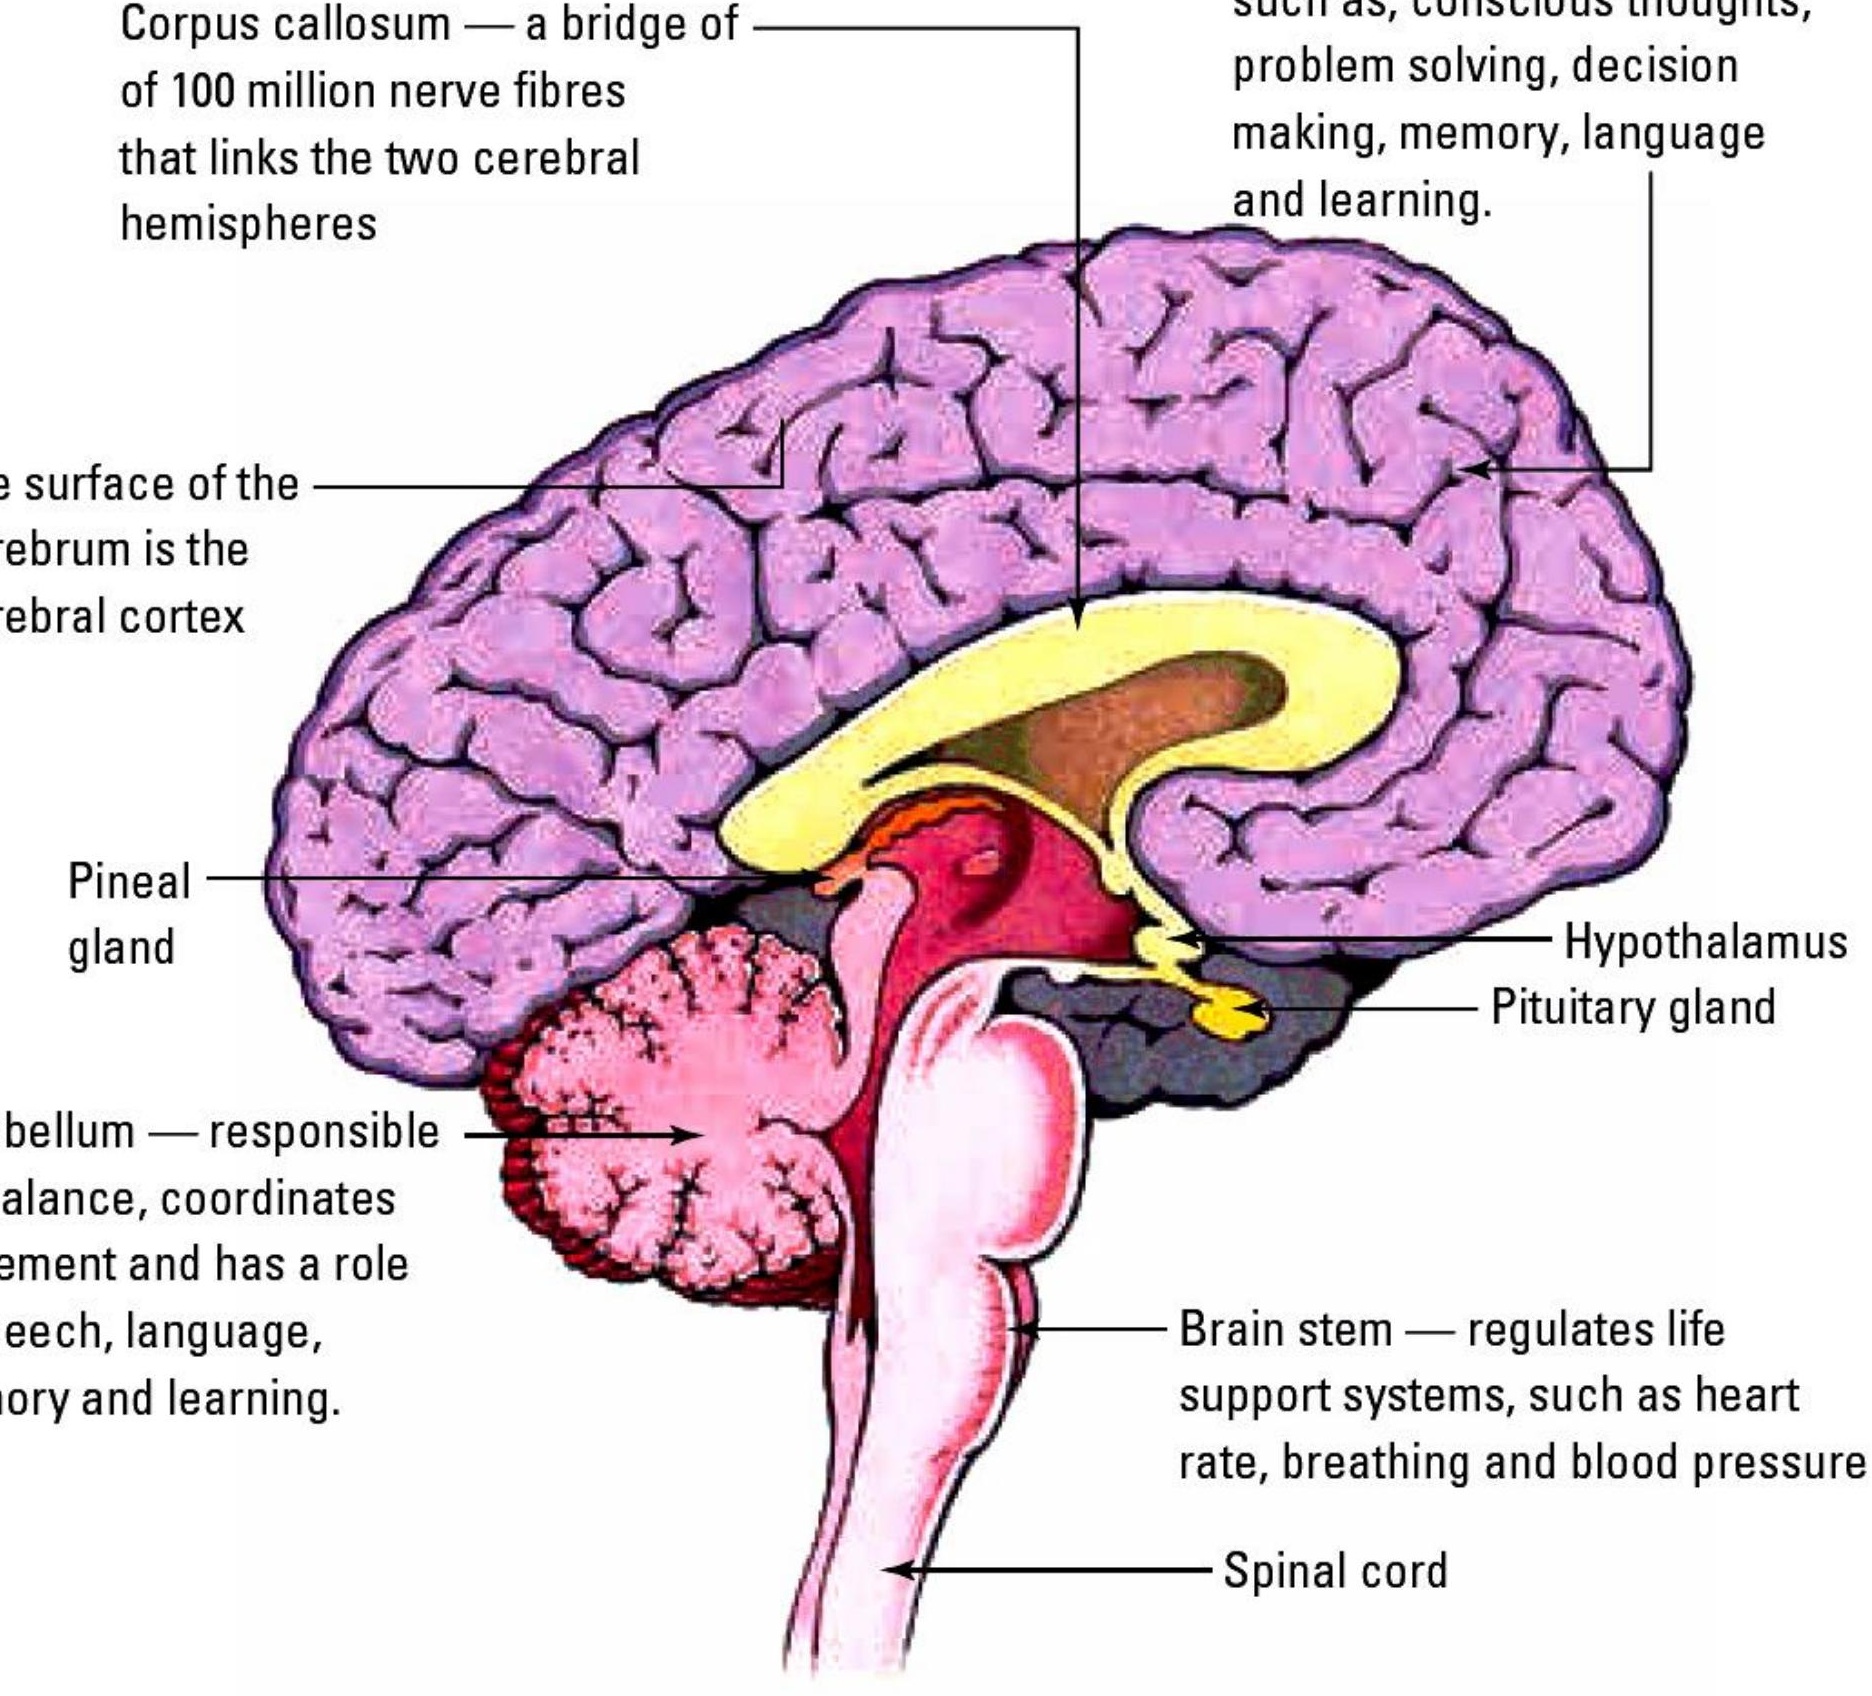 Corpus callosum — a bridge of
of 100 million nerve fibres
that links the two cerebral
hemispheres
such as, conscious thoughts,
problem solving, decision
making, memory, language
and learning.
e surface of the
rebrum is the
rebral cortex
Pineal
gland
Hypothalamus
Pituitary gland
bellum — responsible
alance, coordinates
ement and has a role
eech, language,
ory and learning.
Brain stem — regulates life
support systems, such as heart
rate, breathing and blood pressure
Spinal cord